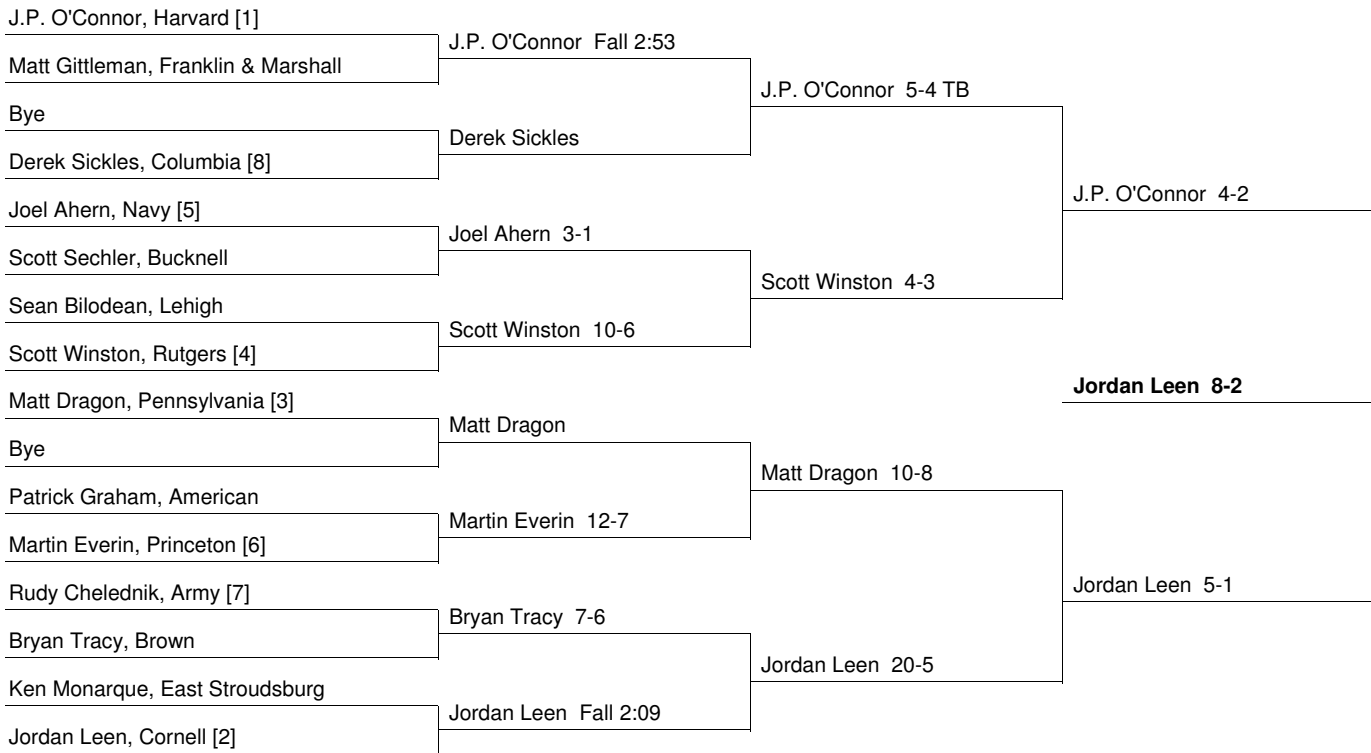 J.P. O'Connor, Harvard [1]
J.P. O'Connor Fall 2:53
Matt Gittleman, Franklin & Marshall
J.P. O'Connor 5-4 TB
Bye
Derek Sickles
Derek Sickles, Columbia [8]
J.P. O'Connor 4-2
Joel Ahern, Navy [5]
Joel Ahern 3-1
Scott Sechler, Bucknell
Scott Winston 4-3
Sean Bilodean, Lehigh
Scott Winston 10-6
Scott Winston, Rutgers [4]
Jordan Leen 8-2
Matt Dragon, Pennsylvania [3]
Matt Dragon
Bye
Matt Dragon 10-8
Patrick Graham, American
Martin Everin 12-7
Martin Everin, Princeton [6]
Jordan Leen 5-1
Rudy Chelednik, Army [7]
Bryan Tracy 7-6
Bryan Tracy, Brown
Jordan Leen 20-5
Ken Monarque, East Stroudsburg
Jordan Leen Fall 2:09
Jordan Leen, Cornell [2]